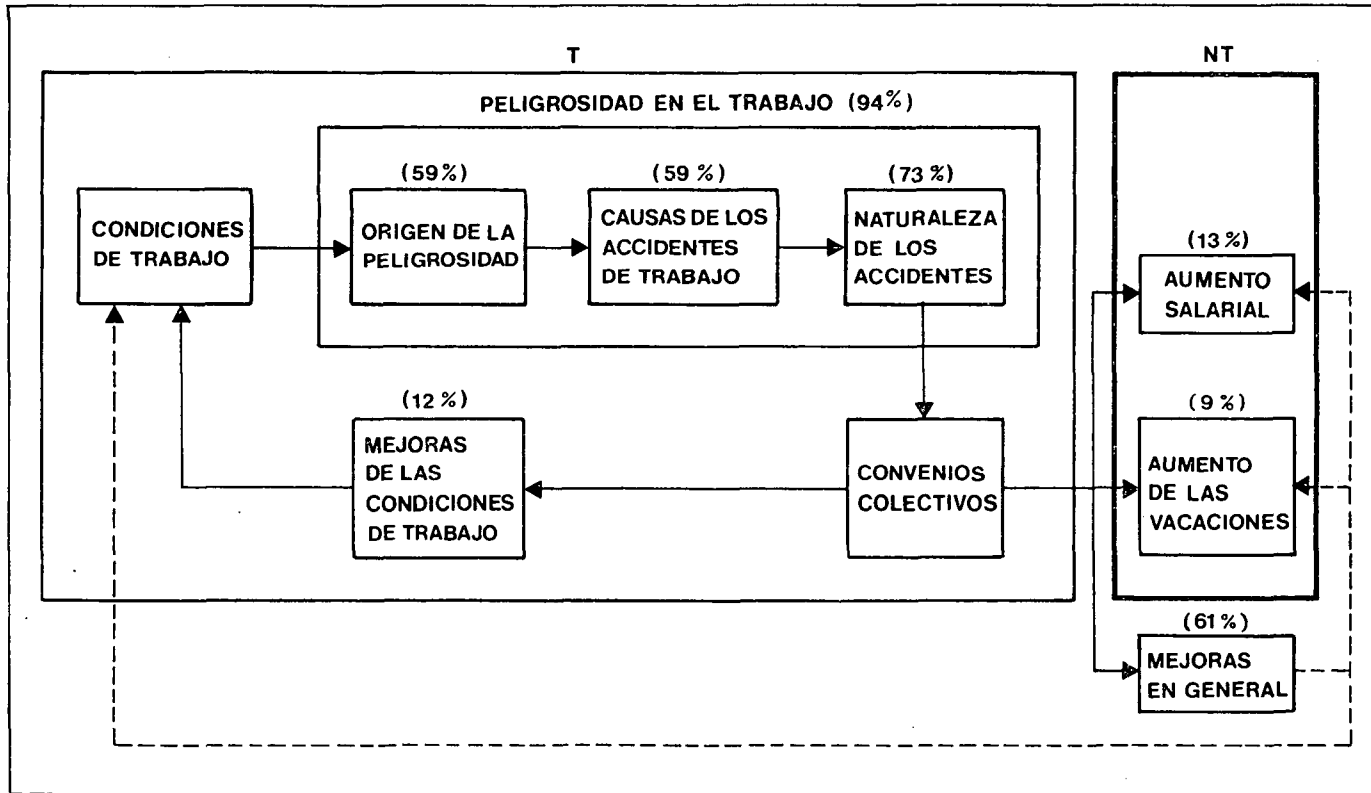 T
NT
PELIGROSIDAD EN EL TRABAJO (94%)
(59%)
(59%)
(73%)
CONDICIONES
DE TRABAJO
ORIGEN DE LA
PELIGROSIDAD
CAUSAS DE LOS
ACCIDENTES
DE TRABAJO
NATURALEZA
DE LOS
ACCIDENTES
(13%)
AUMENTO
SALARIAL
(12%)
MEJORAS
DE LAS
CONDICIONES
DE TRABAJO
CONVENIOS
COLECTIVOS
(9%)
AUMENTO
DE LAS
VACACIONES
(61%)
MEJORAS
EN GENERAL